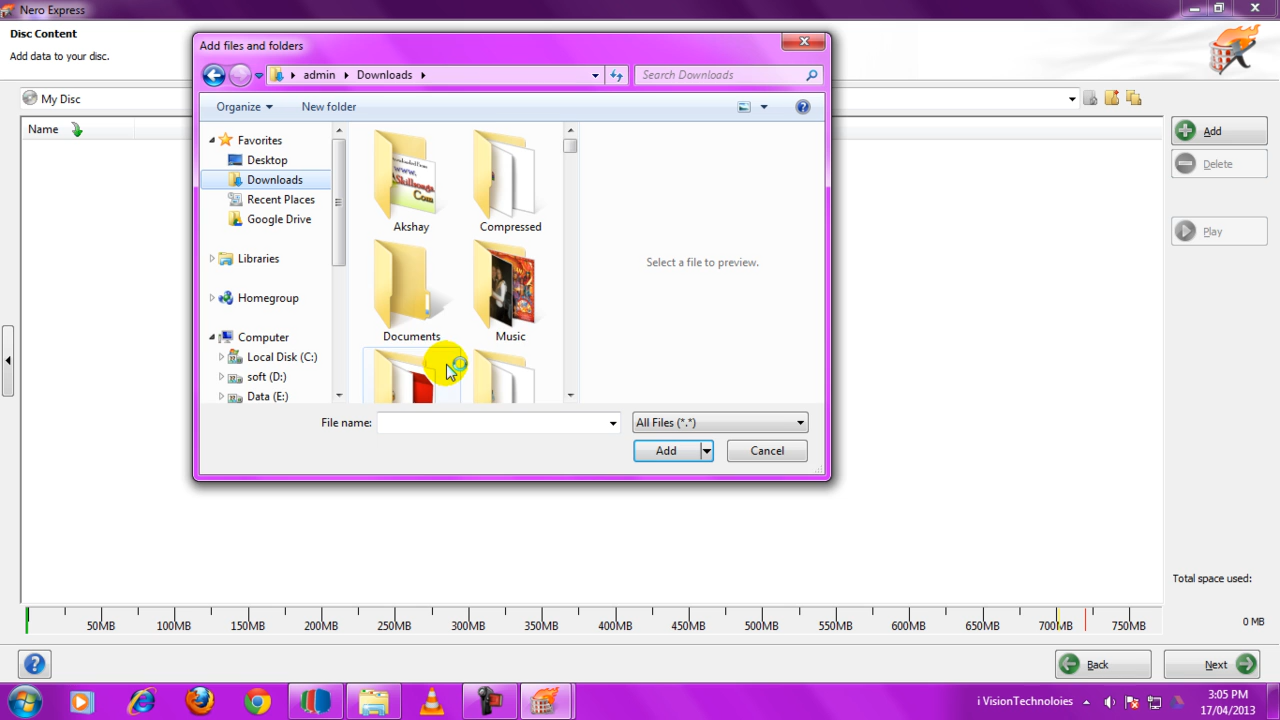 Nero Express
Disc Content
Add data to your disc.
My Disc
Name
Add files and folders
admin
Downloads
Search Downloads
Organize
New folder
Favorites
Desktop
Downloads
Recent Places
Google Drive
Libraries
Homegroup
Computer
Local Disk (C:)
soft (D:)
Data (E:)
www.
Com
Akshay
Compressed
Documents
Music
Select a file to preview.
File name:
All Files (*.*)
Add
Cancel
Add
Delete
Play
Total space used:
0 MB
50MB
100MB
150MB
200MB
250MB
300MB
350MB
400MB
450MB
500MB
550MB
600MB
650MB
700MB
750MB
Back
Next
i VisionTechnoloies
3:05 PM
17/04/2013